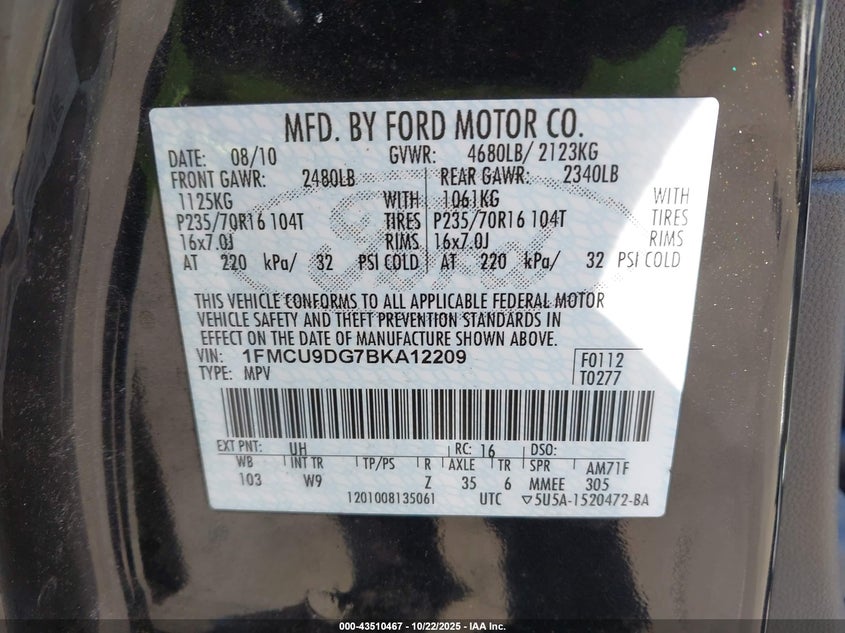 MFD. BY FORD MOTOR CO.
DATE: 08/10 GVWR: 4680LB/ 2123KG
FRONT GAWR: 2480LB REAR GAWR: 2340LB
1125KG WITH 1061KG WITH
P235/70R16 104T TIRES P235/70R16 104T TIRES
16x7.0J RIMS 16x7.0J RIMS
AT 220 kPa/ 32 PSI COLD AT 220 kPa/ 32 PSI COLD
THIS VEHICLE CONFORMS TO ALL APPLICABLE FEDERAL MOTOR
VEHICLE SAFETY AND THEFT PREVENTION STANDARDS IN
EFFECT ON THE DATE OF MANUFACTURE SHOWN ABOVE.
VIN: 1FMCU9DG7BKA12209 F0112
TYPE: MPV T0277
EXT PNT: UH RC: 16 DSO:
WB INT TR TP/PS R AXLE TR SPR AM71F
103 W9 Z 35 6 MMEE 305
1201008135061 UTC ▽5U5A-1520472-BA
Ford
000-43510467 - 10/22/2025 - IAA Inc.